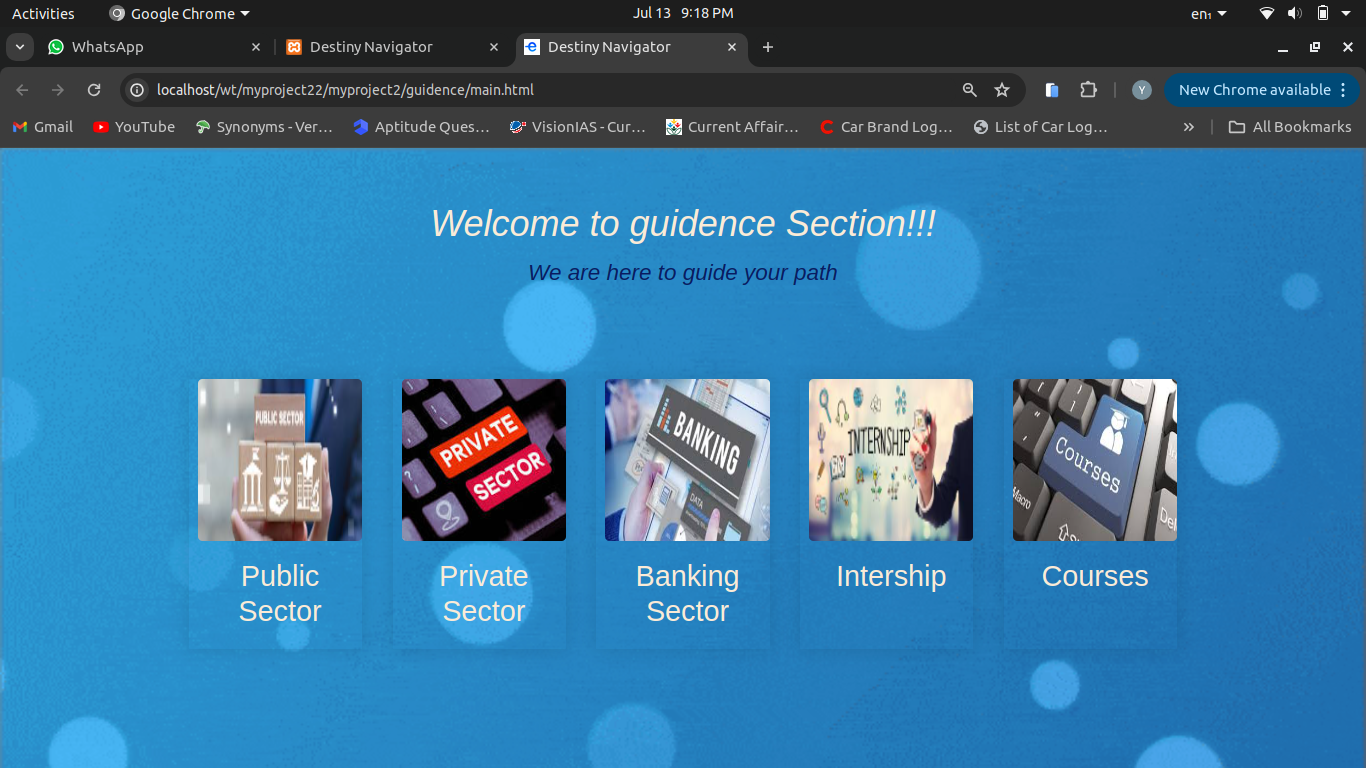 Activities
Google Chrome
Jul 13 9:18 PM
en₁
WhatsApp
Destiny Navigator
Destiny Navigator
localhost/wt/myproject22/myproject2/guidence/main.html
Y
New Chrome available
Gmail
YouTube
Synonyms - Ver…
Aptitude Ques…
VisionIAS - Cur…
Current Affair…
Car Brand Log…
List of Car Log…
»
All Bookmarks
Welcome to guidence Section!!!
We are here to guide your path
PUBLIC SECTOR
PRIVATE
SECTOR
BANKING
DATA
INTERNSHIP
Courses
Macro
Public
Sector
Private
Sector
Banking
Sector
Intership
Courses